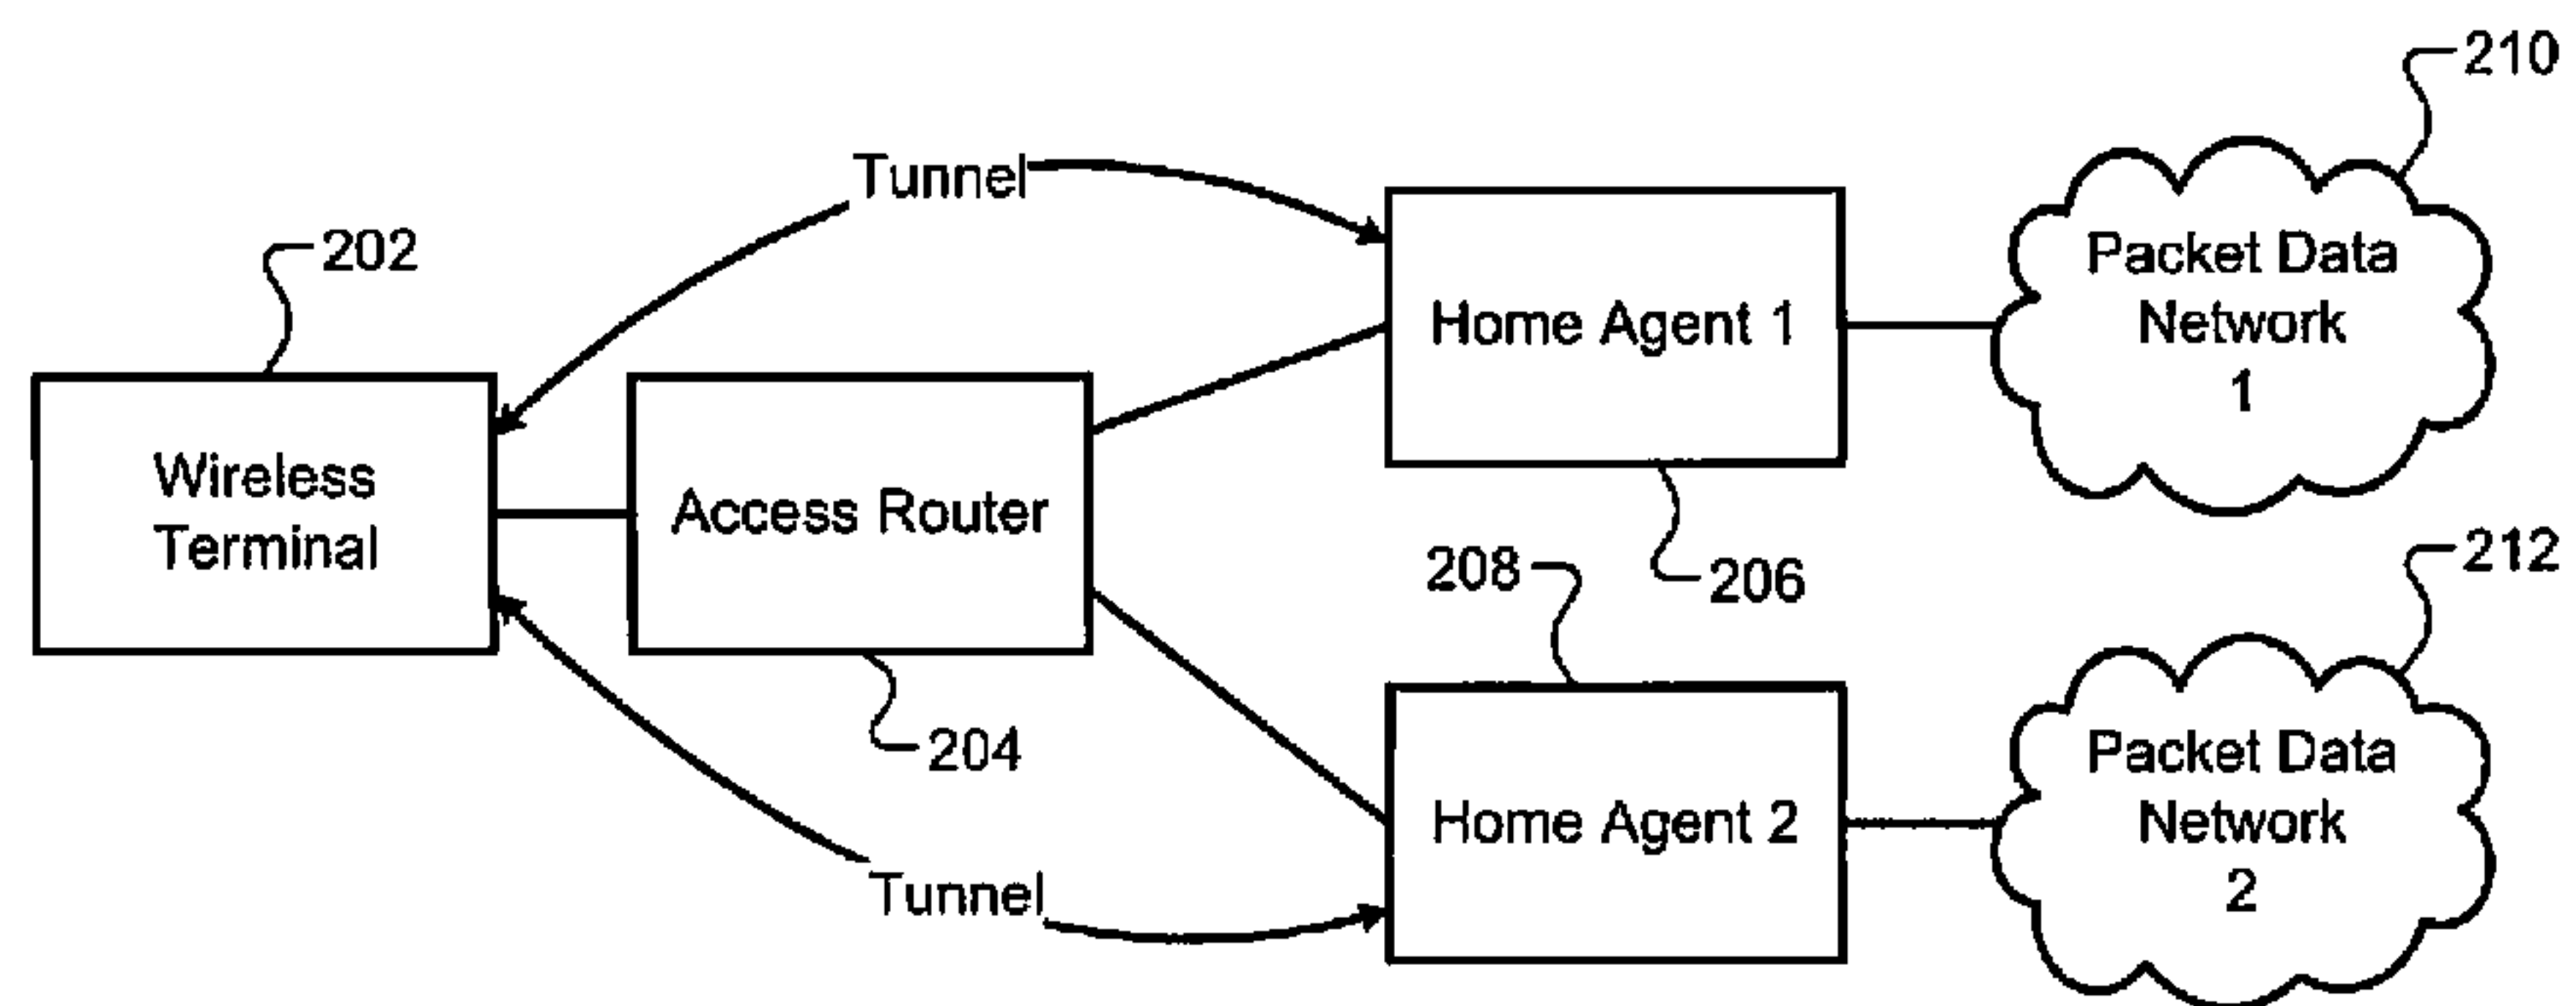 210
Tunnel
202
Packet Data
Network
1
Home Agent 1
Wireless
Terminal
Access Router
206
208
212
204
Packet Data
Network
2
Home Agent 2
Tunnel